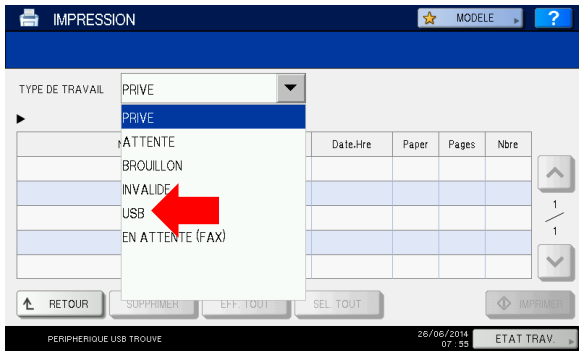 IMPRESSION
MODELE
?
TYPE DE TRAVAIL
PRIVE
PRIVE
ATTENTE
BROUILLON
INVALIDE
USB
EN ATTENTE (FAX)
N
Date.Hre
Paper
Pages
Nbre
1
1
RETOUR
SUPPRIMER
EFF. TOUT
SEL. TOUT
IMPRIMER
PERIPHERIQUE USB TROUVE
26/06/2014
07 : 55
ETAT TRAV.